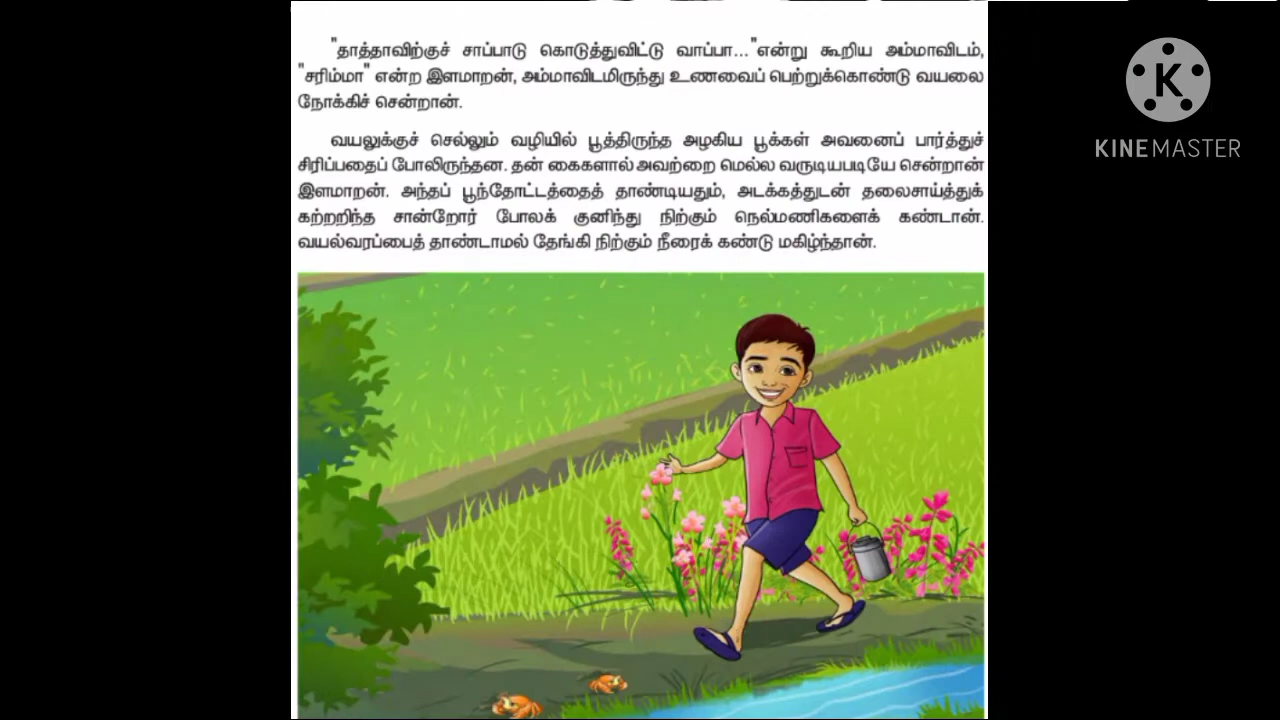 "தாத்தாவிற்குச் சாப்பாடு கொடுத்துவிட்டு வாப்பா..."என்று கூறிய அம்மாவிடம்,
"சரிம்மா" என்ற இளமாறன், அம்மாவிடமிருந்து உணவைப் பெற்றுக்கொண்டு வயலை
நோக்கிச் சென்றான்.
வயலுக்குச் செல்லும் வழியில் பூத்திருந்த அழகிய பூக்கள் அவனைப் பார்த்துச்
சிரிப்பதைப் போலிருந்தன. தன் கைகளால் அவற்றை மெல்ல வருடியபடியே சென்றான்
இளமாறன். அந்தப் பூந்தோட்டத்தைத் தாண்டியதும், அடக்கத்துடன் தலைசாய்த்துக்
கற்றறிந்த சான்றோர் போலக் குனிந்து நிற்கும் நெல்மணிகளைக் கண்டான்.
வயல்வரப்பைத் தாண்டாமல் தேங்கி நிற்கும் நீரைக் கண்டு மகிழ்ந்தான்.
K
KINEMASTER